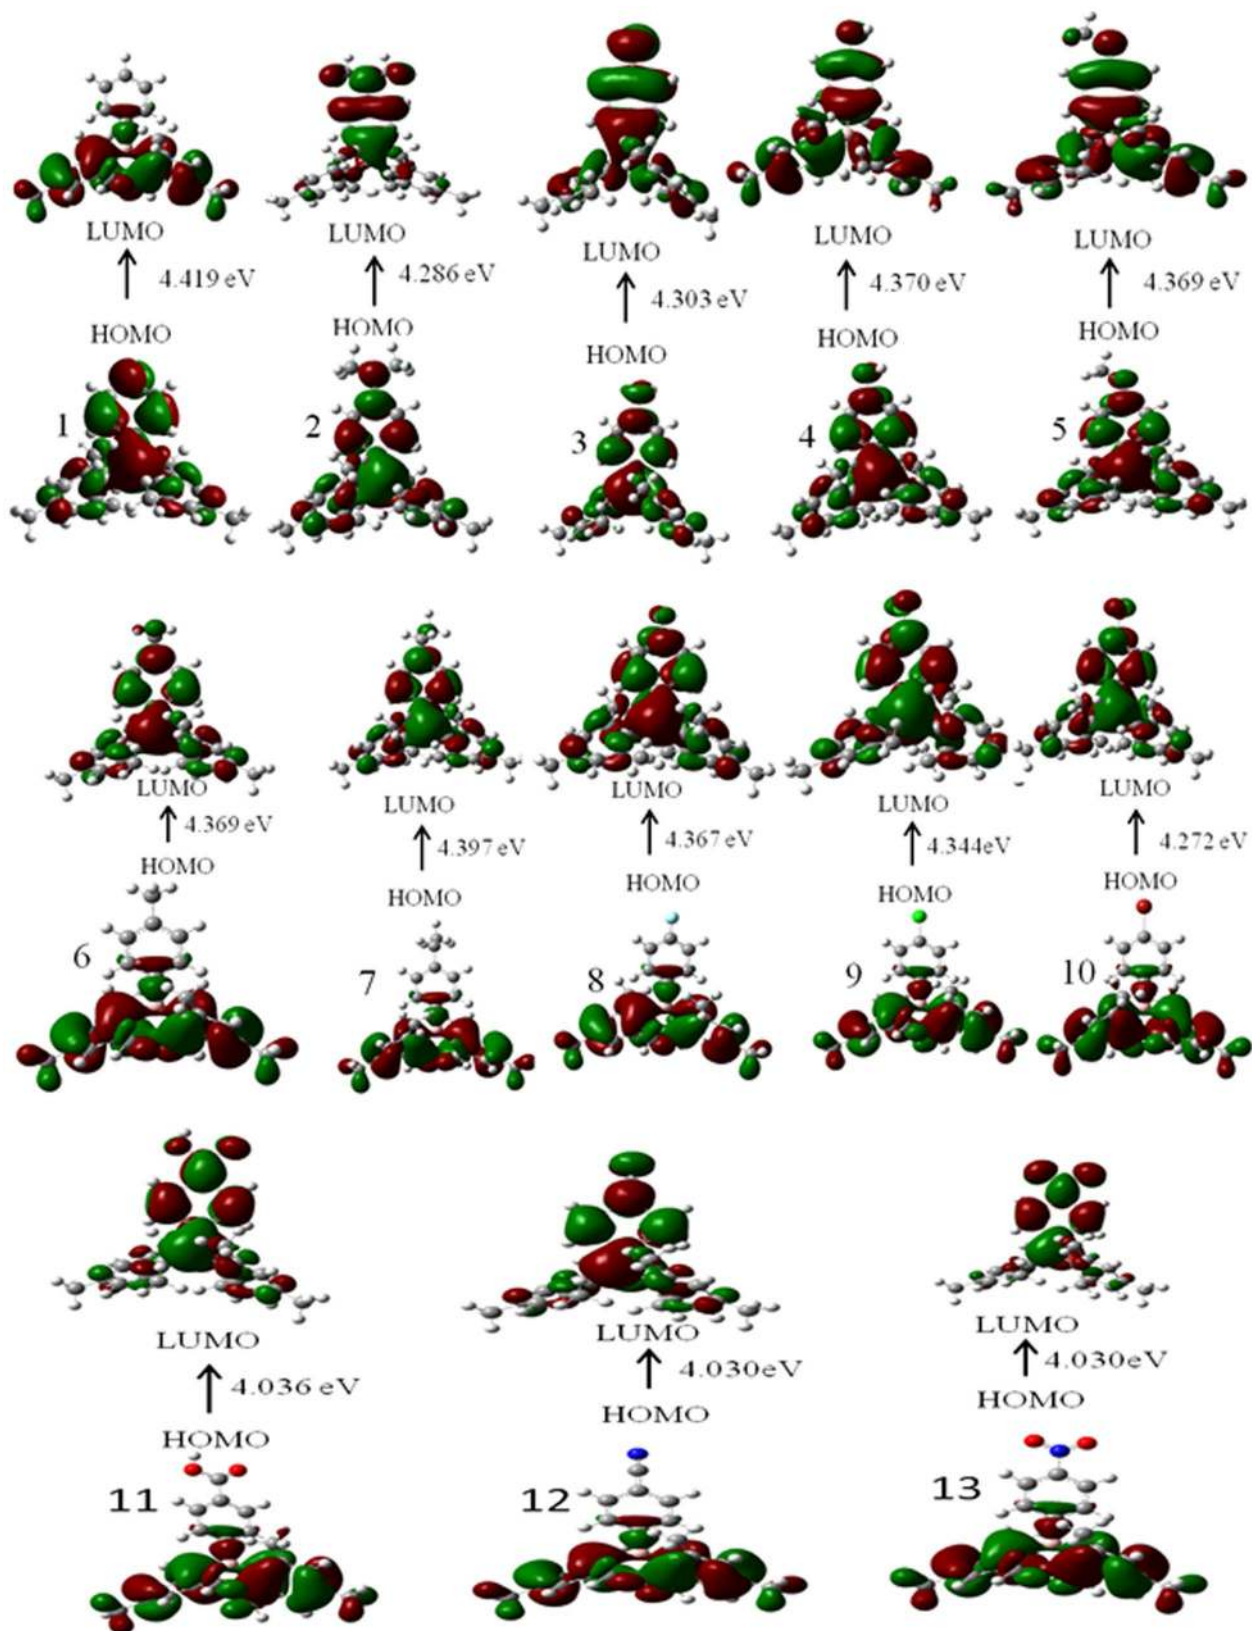 LUMO LUMO LUMO LUMO LUMO
4.419 eV 4.286 eV 4.303 eV 4.370 eV 4.369 eV
HOMO HOMO HOMO HOMO HOMO
1 2 3 4 5
LUMO LUMO LUMO LUMO LUMO
4.369 eV 4.397 eV 4.367 eV 4.344eV 4.272 eV
HOMO HOMO HOMO HOMO HOMO
6 7 8 9 10
LUMO LUMO LUMO
4.036 eV 4.030eV 4.030eV
HOMO HOMO HOMO
11 12 13